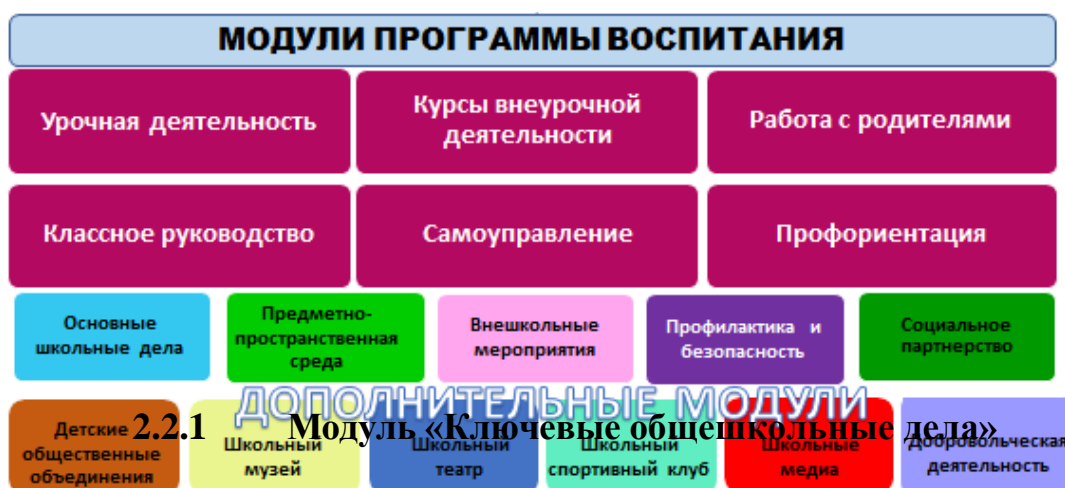 МОДУЛИ ПРОГРАММЫ ВОСПИТАНИЯ
Урочная деятельность
Курсы внеурочной
деятельности
Работа с родителями
Классное руководство
Самоуправление
Профориентация
Основные
школьные дела
Предметно-
пространственная
среда
Внешкольные
мероприятия
Профилактика и
безопасность
Социальное
партнерство
ДОПОЛНИТЕЛЬНЫЕ МОДУЛИ
2.2.1 Модуль «Ключевые общешкольные дела»
Детские
общественные
объединения
Школьный
музей
Школьный
театр
Школьный
спортивный клуб
Школьные
медиа
Добровольческая
деятельность